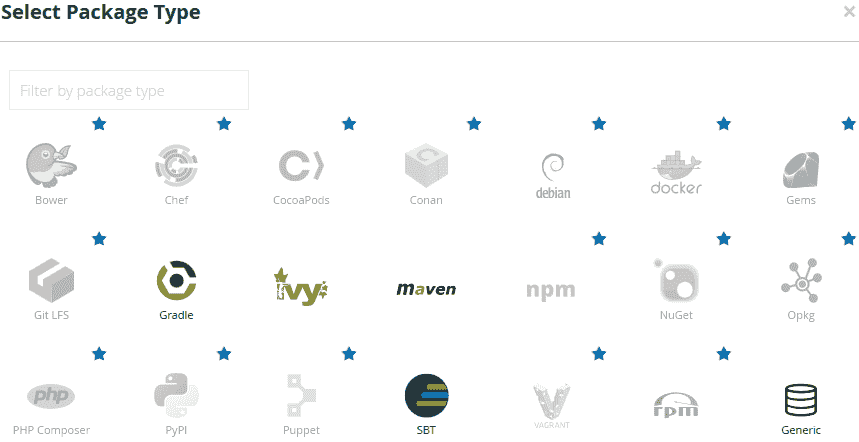 Select Package Type
×
Filter by package type
Bower Chef CocoaPods Conan debian docker Gems
Git LFS Gradle ivy maven npm NuGet Opkg
php
PHP Composer PyPI Puppet SBT VAGRANT rpm Generic